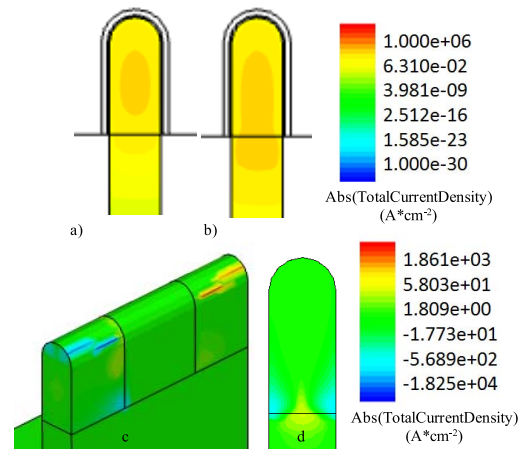 1.000e+06
6.310e-02
3.981e-09
2.512e-16
1.585e-23
1.000e-30
Abs(TotalCurrentDensity)
(A*cm-2)
a)
b)
1.861e+03
5.803e+01
1.809e+00
-1.773e+01
-5.689e+02
-1.825e+04
Abs(TotalCurrentDensity)
(A*cm-2)
c
d